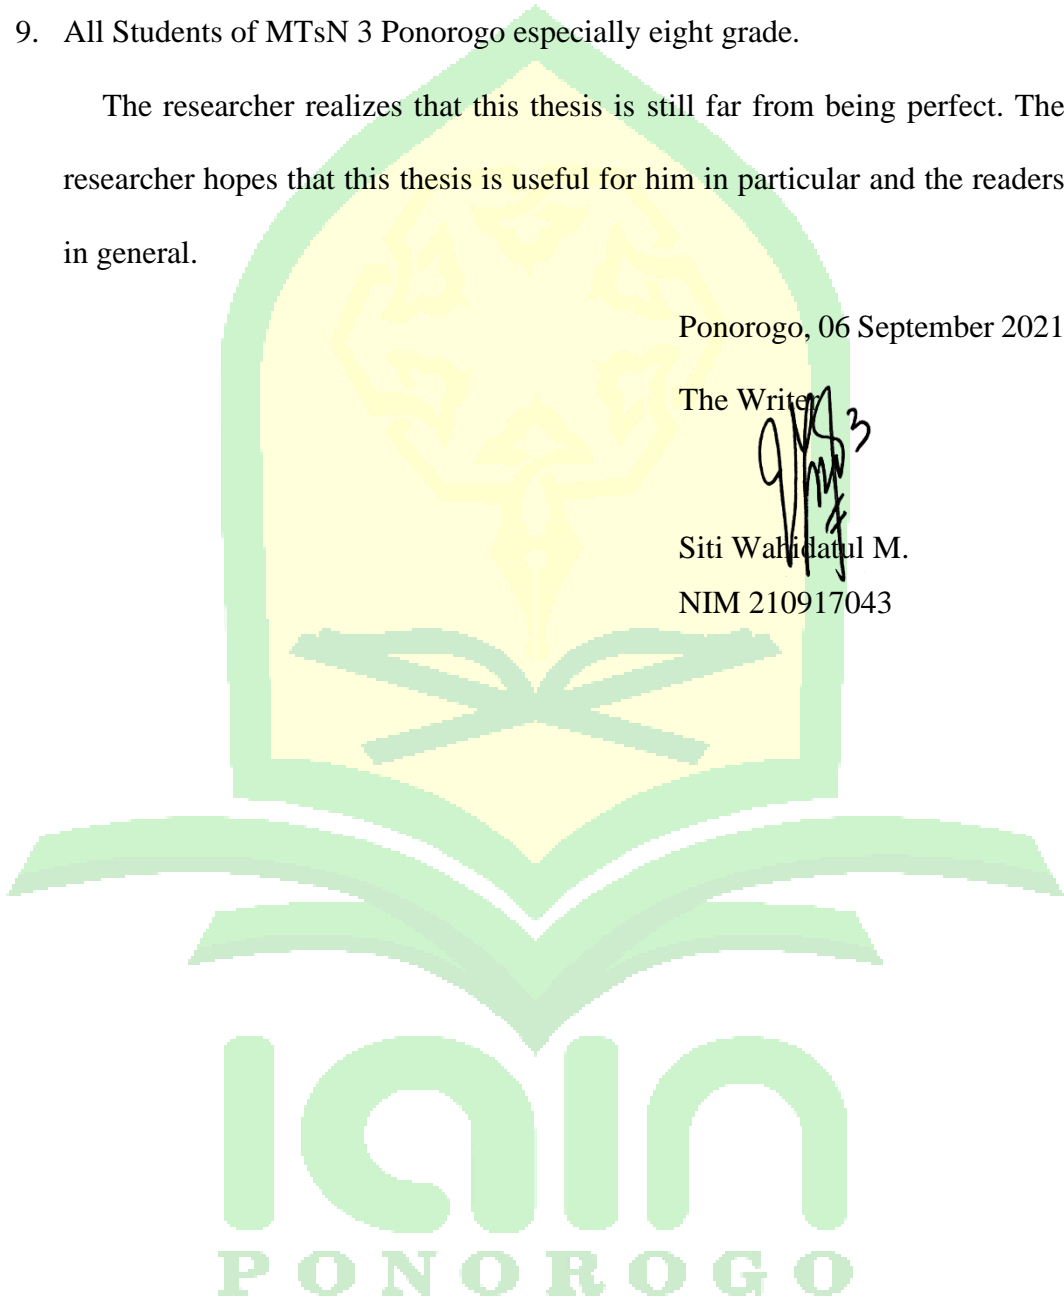 9. All Students of MTsN 3 Ponorogo especially eight grade.
The researcher realizes that this thesis is still far from being perfect. The
researcher hopes that this thesis is useful for him in particular and the readers
in general.
Ponorogo, 06 September 2021
The Writer
Siti Wahidatul M.
NIM 210917043
iain
PONOROGO